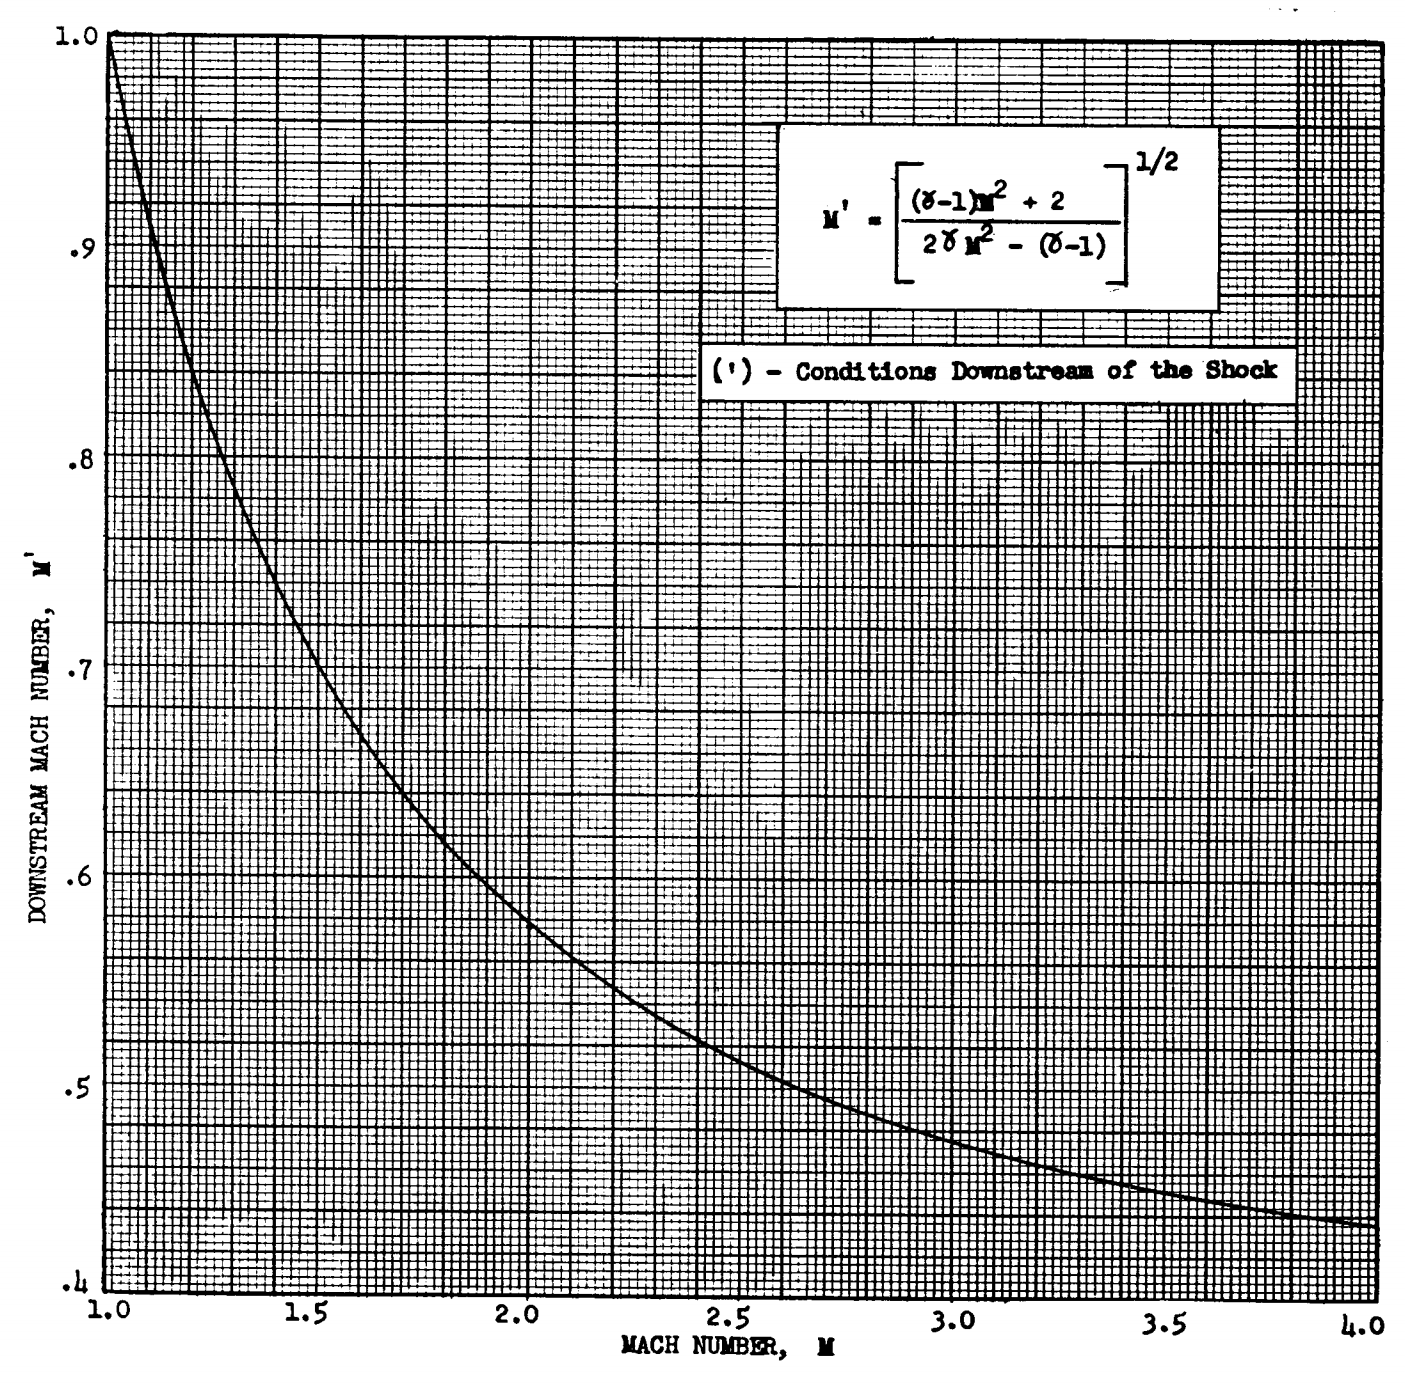 1.0
.9
.8
.7
.6
.5
.4
1.0 1.5 2.0 2.5 3.0 3.5 4.0
MACH NUMBER, M
DOWNSTREAM MACH NUMBER, M'
M' = [ (γ-1)M² + 2 / 2γM² - (γ-1) ] 1/2
(') - Conditions Downstream of the Shock